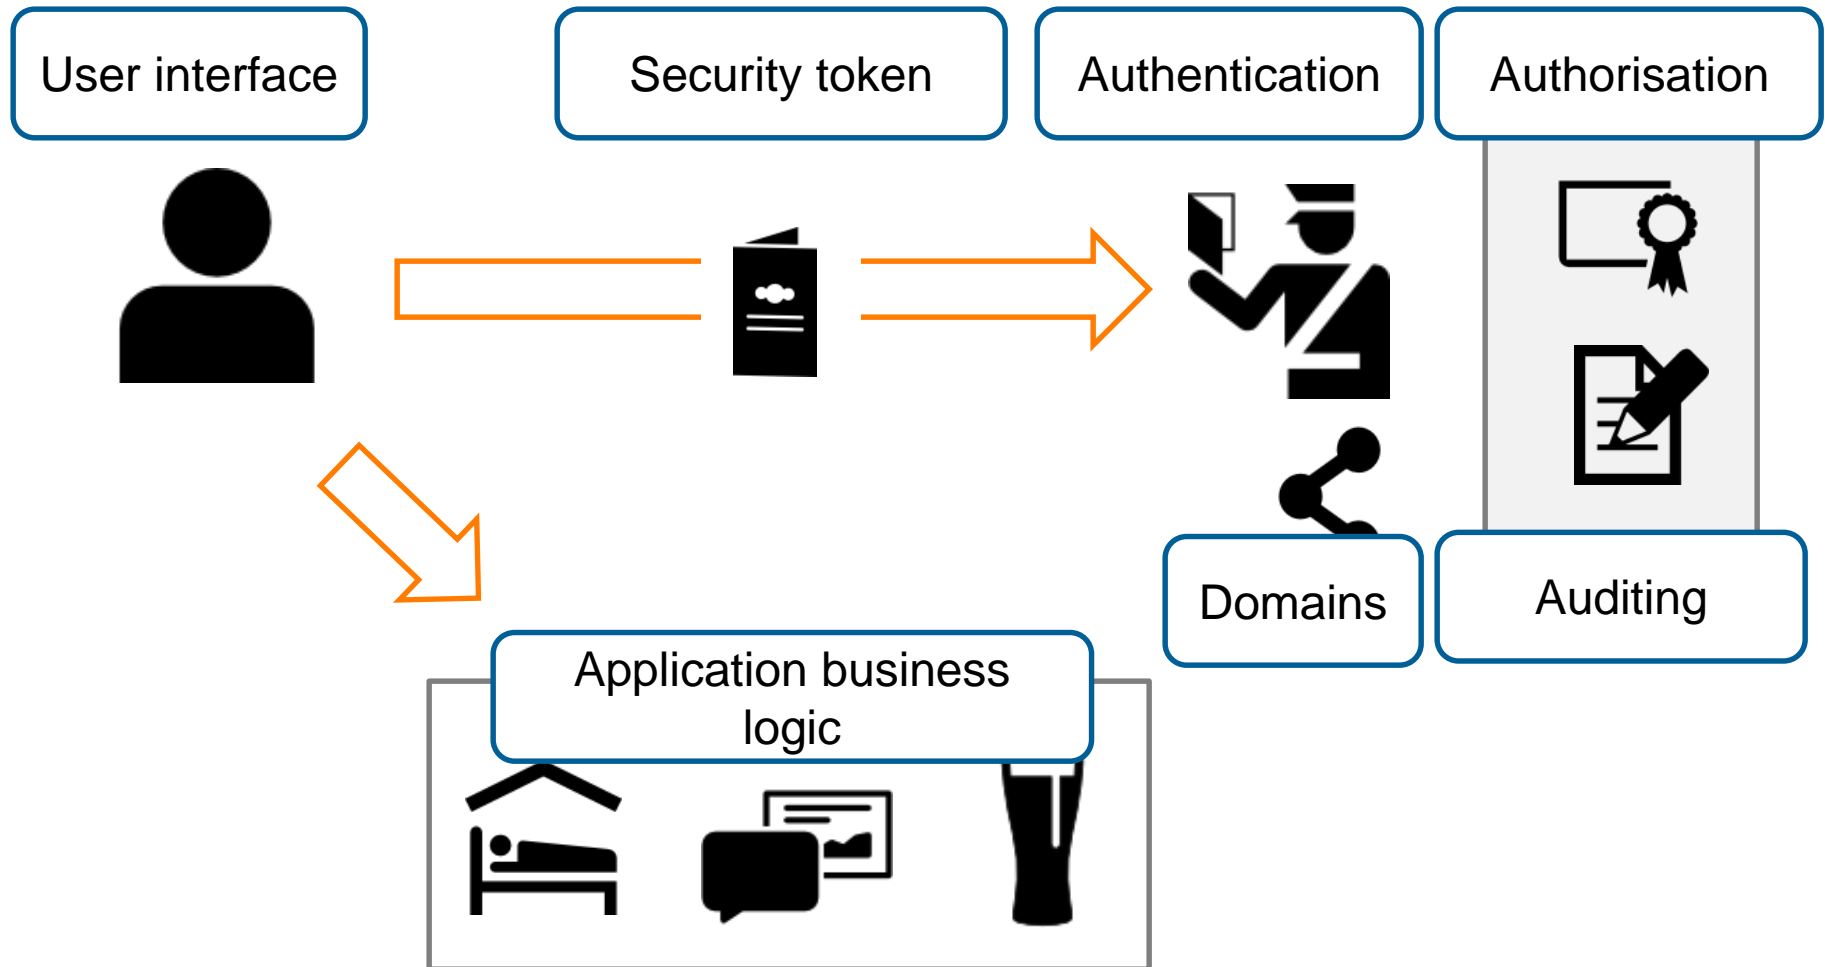 User interface
Security token
Authentication
Authorisation
Domains
Auditing
Application business
logic